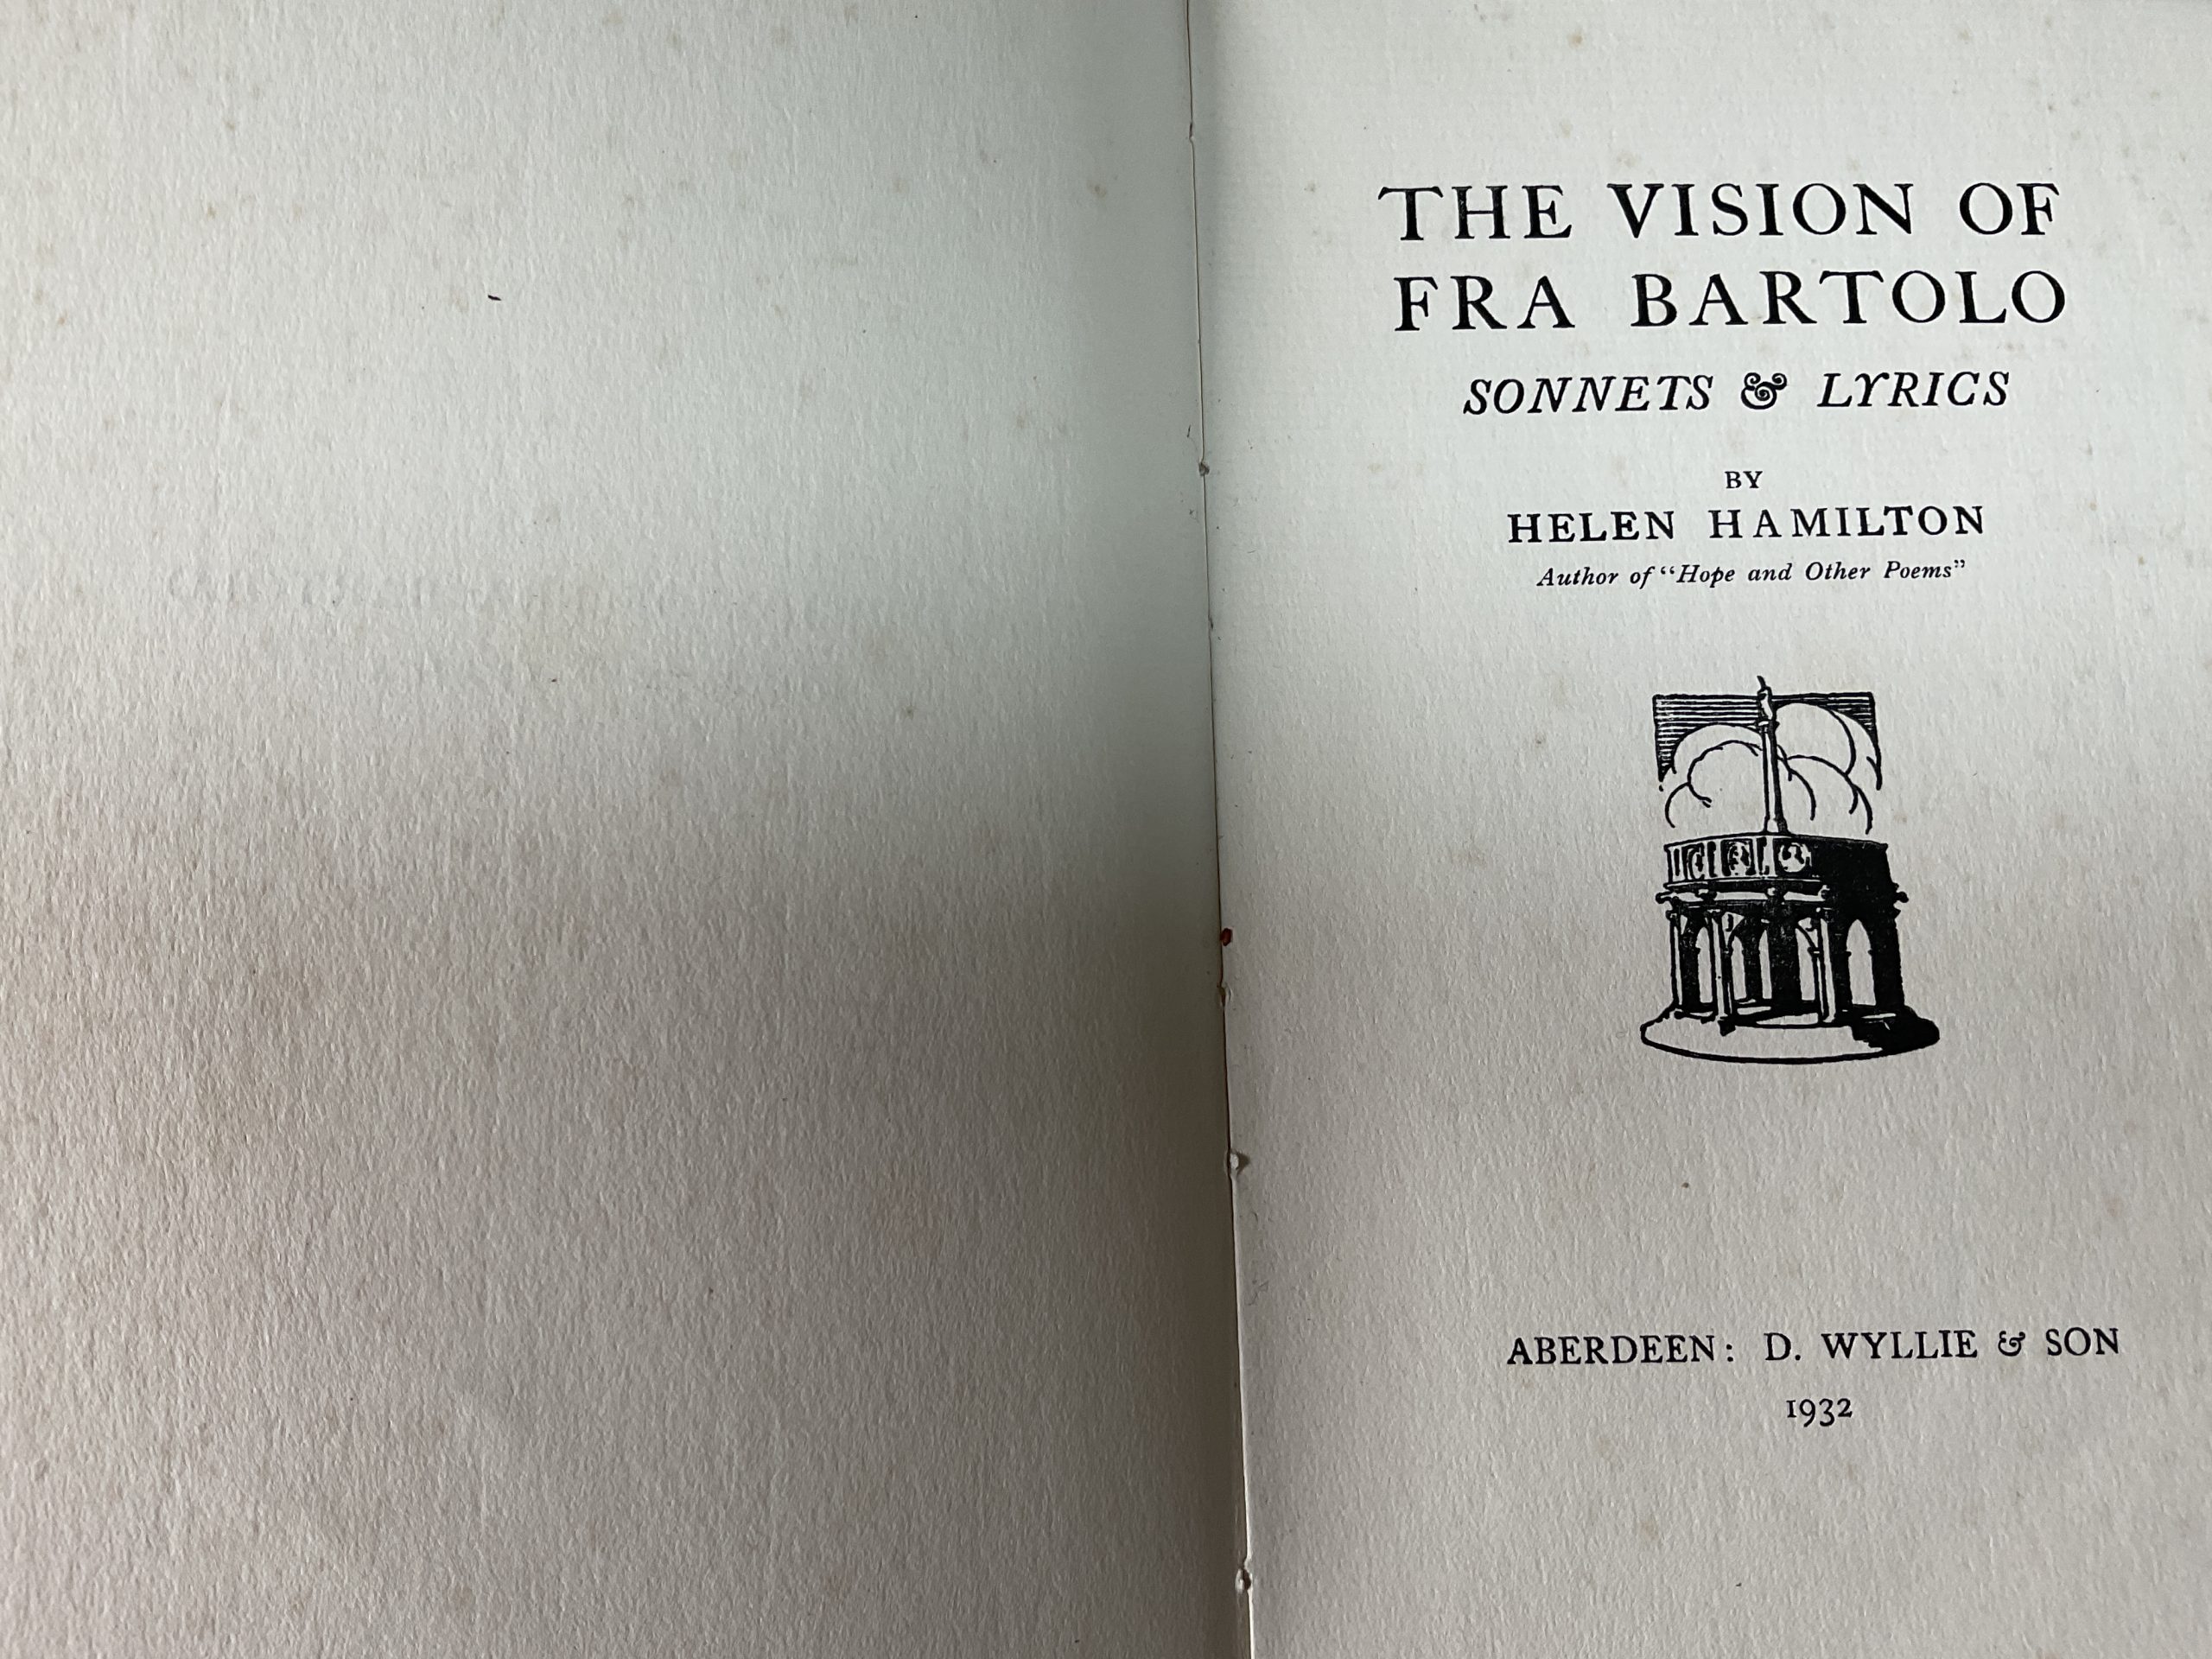 THE VISION OF
FRA BARTOLO
SONNETS & LYRICS
BY
HELEN HAMILTON
Author of "Hope and Other Poems"
ABERDEEN: D. WYLLIE & SON
1932